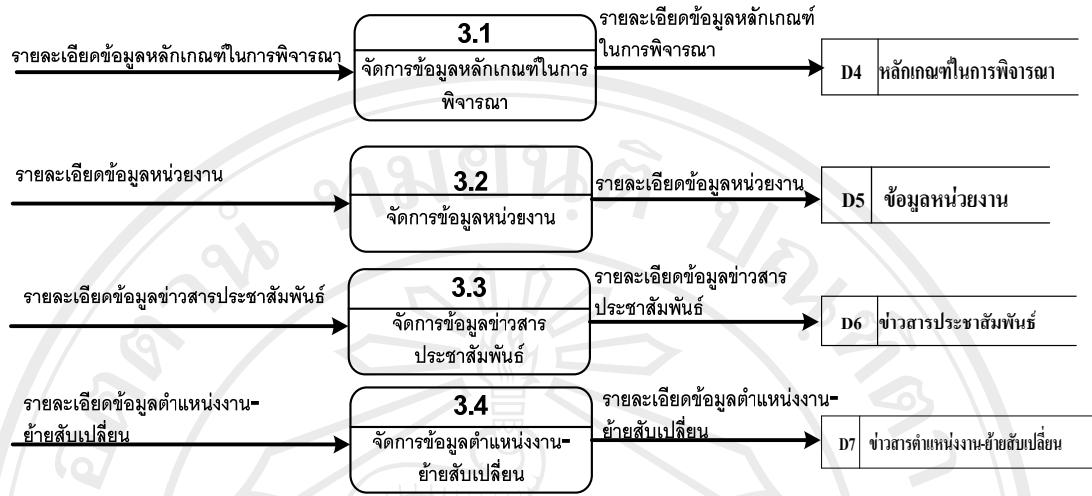 รายละเอียดข้อมูลหลักเกณฑ์ในการพิจารณา
3.1
จัดการข้อมูลหลักเกณฑ์ในการ
พิจารณา
รายละเอียดข้อมูลหลักเกณฑ์
ในการพิจารณา
D4 หลักเกณฑ์ในการพิจารณา
รายละเอียดข้อมูลหน่วยงาน
3.2
จัดการข้อมูลหน่วยงาน
รายละเอียดข้อมูลหน่วยงาน
D5 ข้อมูลหน่วยงาน
รายละเอียดข้อมูลข่าวสารประชาสัมพันธ์
3.3
จัดการข้อมูลข่าวสาร
ประชาสัมพันธ์
รายละเอียดข้อมูลข่าวสาร
ประชาสัมพันธ์
D6 ข่าวสารประชาสัมพันธ์
รายละเอียดข้อมูลตำแหน่งงาน-
ย้ายสับเปลี่ยน
3.4
จัดการข้อมูลตำแหน่งงาน-
ย้ายสับเปลี่ยน
รายละเอียดข้อมูลตำแหน่งงาน-
ย้ายสับเปลี่ยน
D7 ข่าวสารตำแหน่งงาน-ย้ายสับเปลี่ยน